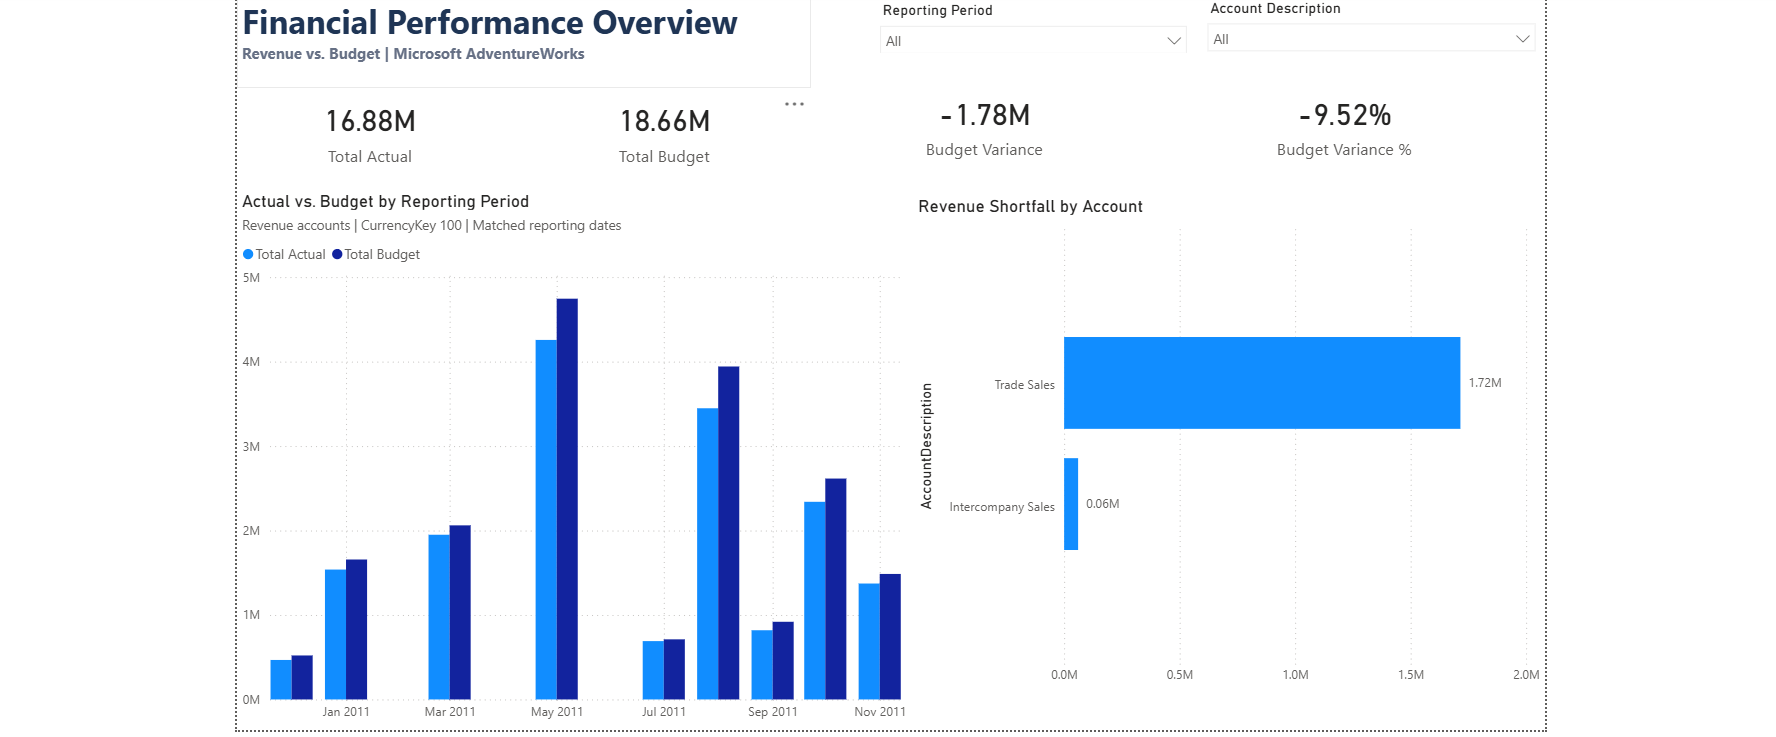 Financial Performance Overview
Revenue vs. Budget | Microsoft AdventureWorks
Reporting Period
All
Account Description
All
16.88M
Total Actual
18.66M
Total Budget
-1.78M
Budget Variance
-9.52%
Budget Variance %
Actual vs. Budget by Reporting Period
Revenue accounts | CurrencyKey 100 | Matched reporting dates
Total Actual Total Budget
5M
4M
3M
2M
1M
0M
Jan 2011 Mar 2011 May 2011 Jul 2011 Sep 2011 Nov 2011
Revenue Shortfall by Account
AccountDescription
Trade Sales 1.72M
Intercompany Sales 0.06M
0.0M 0.5M 1.0M 1.5M 2.0M